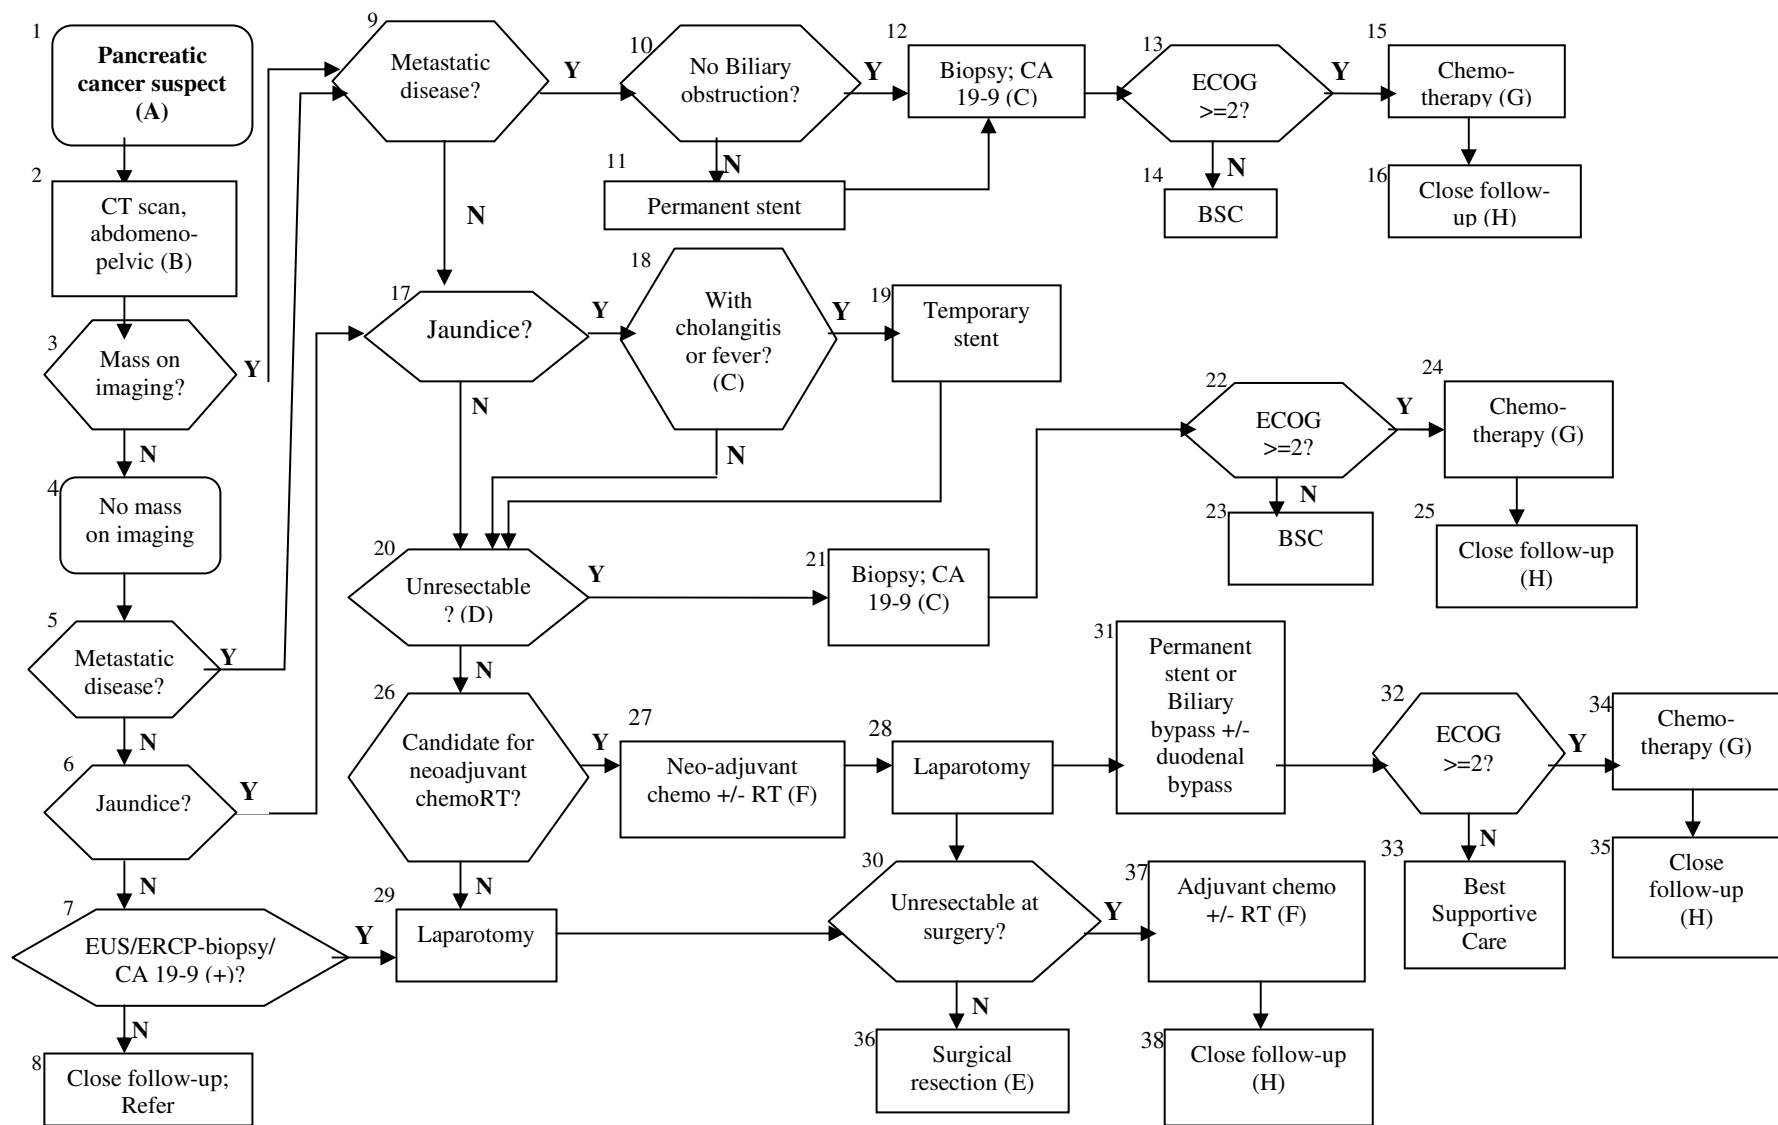 1
Pancreatic
cancer suspect
(A)
2
CT scan,
abdomeno-
pelvic (B)
3
Mass on
imaging?
Y
N
4
No mass
on imaging
5
Metastatic
disease?
Y
N
6
Jaundice?
Y
N
7
EUS/ERCP-biopsy/
CA 19-9 (+)?
Y
N
8
Close follow-up;
Refer
9
Metastatic
disease?
Y
N
10
No Biliary
obstruction?
Y
N
11
Permanent stent
12
Biopsy; CA
19-9 (C)
13
ECOG
>=2?
Y
N
14
BSC
15
Chemo-
therapy (G)
16
Close follow-
up (H)
17
Jaundice?
Y
N
18
With
cholangitis
or fever?
(C)
Y
N
19
Temporary
stent
20
Unresectable
? (D)
Y
N
21
Biopsy; CA
19-9 (C)
22
ECOG
>=2?
Y
N
23
BSC
24
Chemo-
therapy (G)
25
Close follow-up
(H)
26
Candidate for
neoadjuvant
chemoRT?
Y
N
27
Neo-adjuvant
chemo +/- RT (F)
28
Laparotomy
29
Laparotomy
30
Unresectable at
surgery?
Y
N
31
Permanent
stent or
Biliary
bypass +/-
duodenal
bypass
32
ECOG
>=2?
Y
N
33
Best
Supportive
Care
34
Chemo-
therapy (G)
35
Close
follow-up
(H)
36
Surgical
resection (E)
37
Adjuvant chemo
+/- RT (F)
38
Close follow-up
(H)